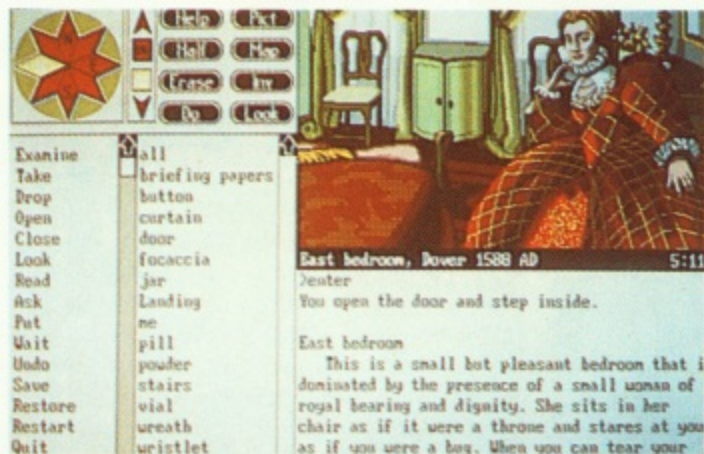 Help Pict
Half Map
Erase Inv
Do Look
Examine
Take
Drop
Open
Close
Look
Read
Ask
Put
Wait
Undo
Save
Restore
Restart
Quit
all
briefing papers
button
curtain
door
focaccia
jar
Landing
me
pill
powder
stairs
vial
wreath
wristlet
East bedroom, Dover 1588 AD 5:11
>enter
You open the door and step inside.
East bedroom
This is a small but pleasant bedroom that i
dominated by the presence of a small woman of
royal bearing and dignity. She sits in her
chair as if it were a throne and stares at you
as if you were a bug. When you can tear your